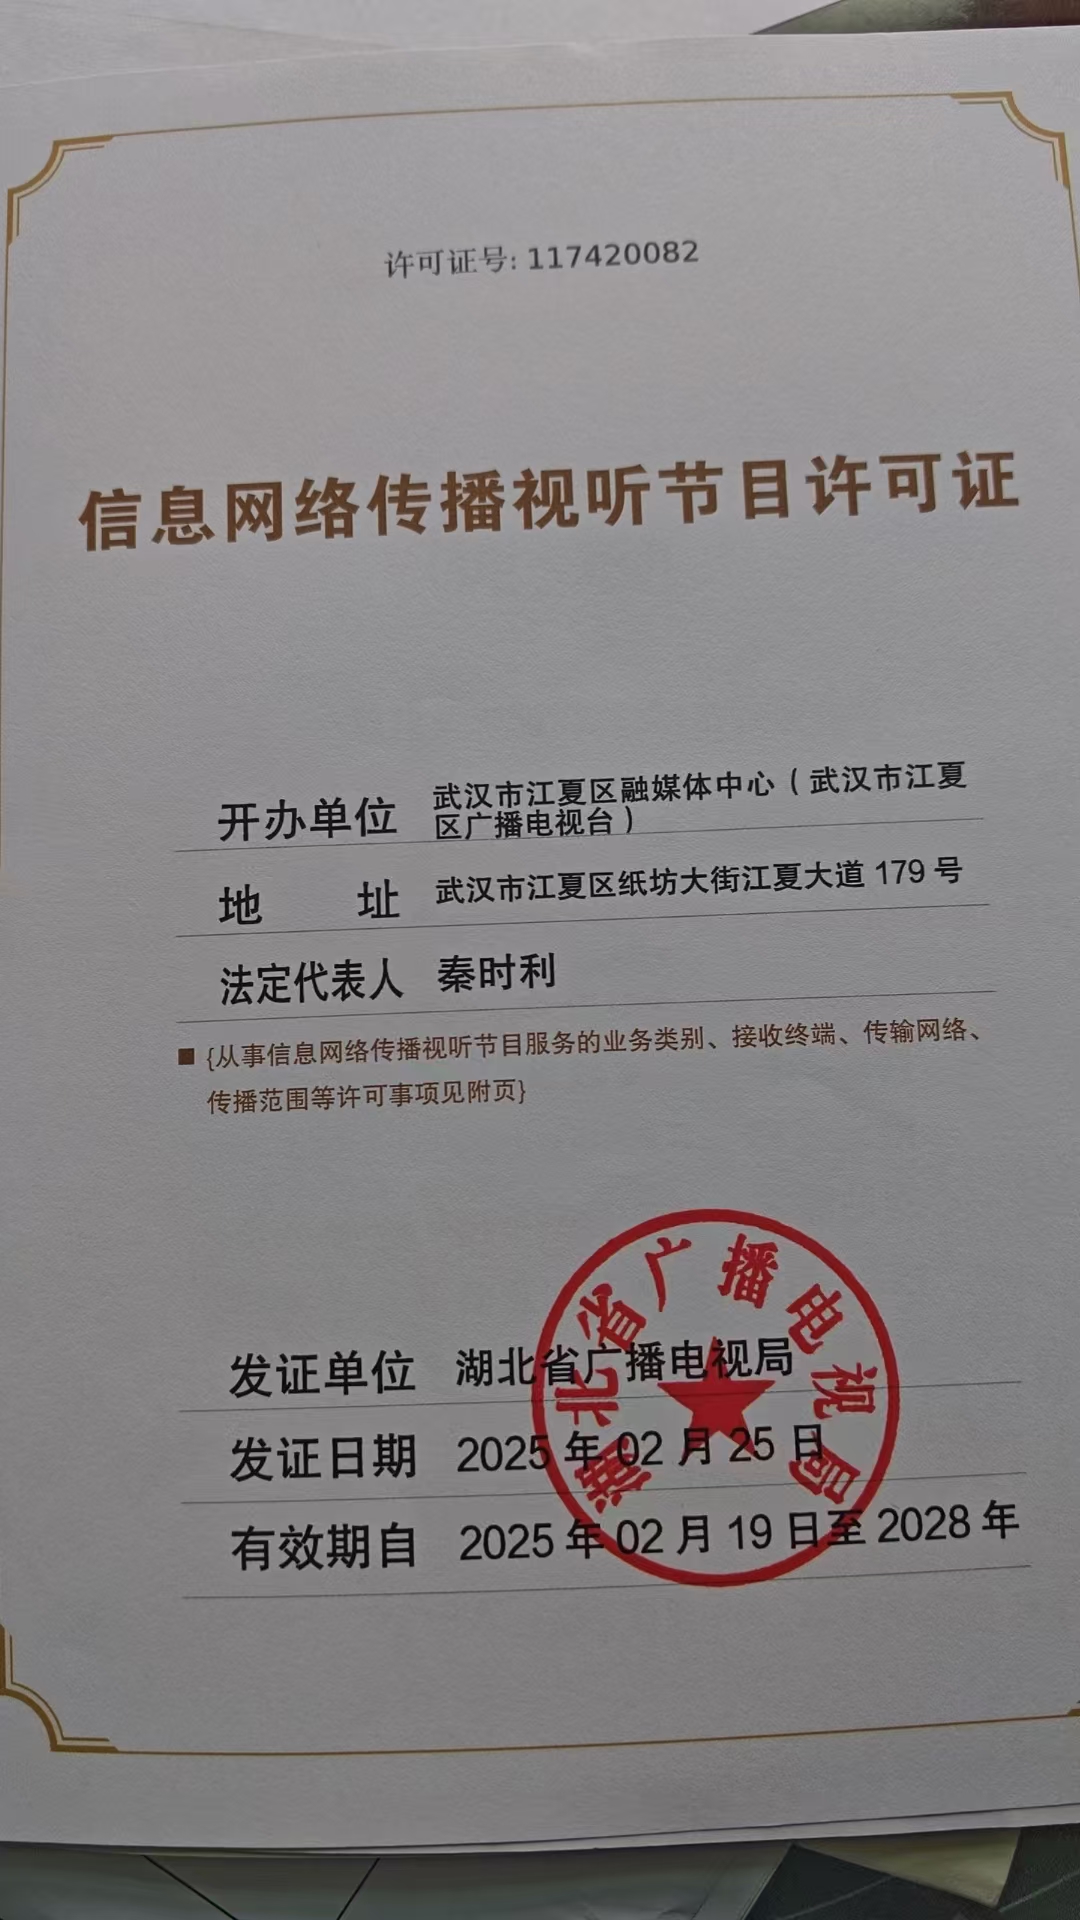 许可证号: 117420082
信息网络传播视听节目许可证
开办单位 武汉市江夏区融媒体中心（武汉市江夏
区广播电视台）
地 址 武汉市江夏区纸坊大街江夏大道 179 号
法定代表人 秦时利
■ {从事信息网络传播视听节目服务的业务类别、接收终端、传输网络、
传播范围等许可事项见附页}
湖北省广播电视局
发证单位 湖北省广播电视局
发证日期 2025 年 02 月 25 日
有效期自 2025 年 02 月 19 日至 2028 年